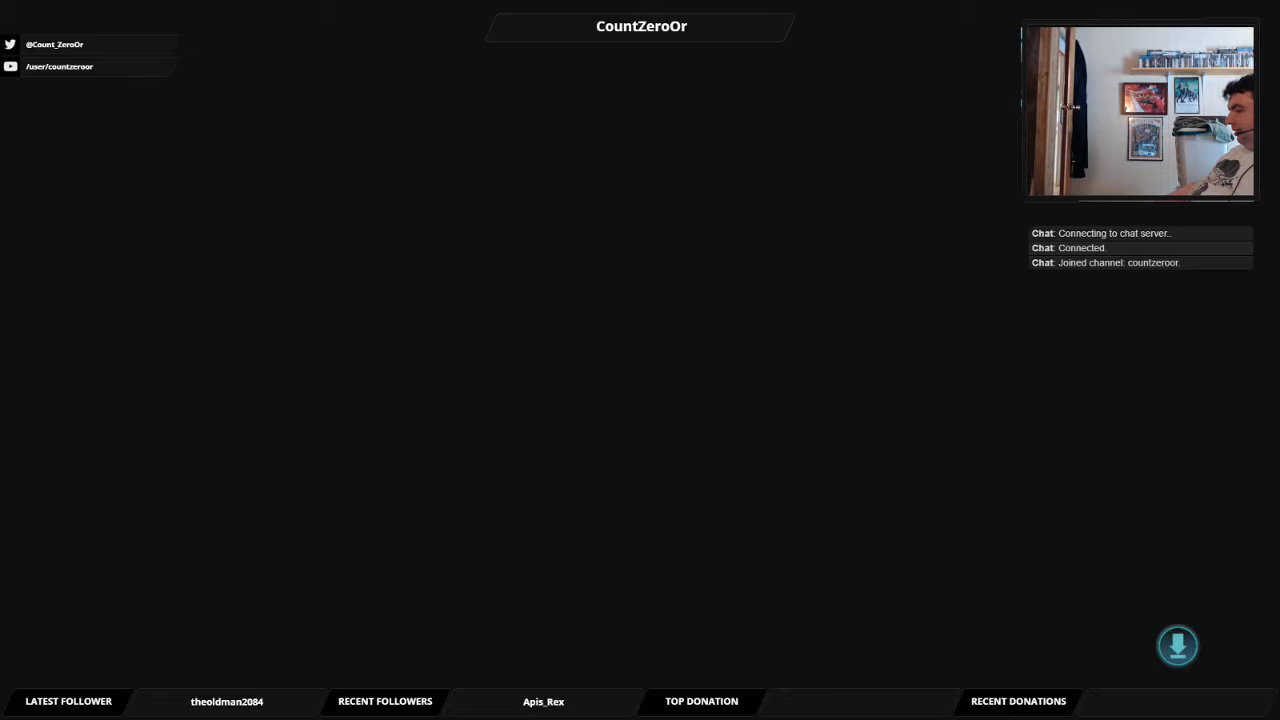 CountZeroOr
@Count_ZeroOr
/user/countzeroor
Chat: Connecting to chat server..
Chat: Connected.
Chat: Joined channel: countzeroor.
LATEST FOLLOWER
theoldman2084
RECENT FOLLOWERS
Apis_Rex
TOP DONATION
RECENT DONATIONS